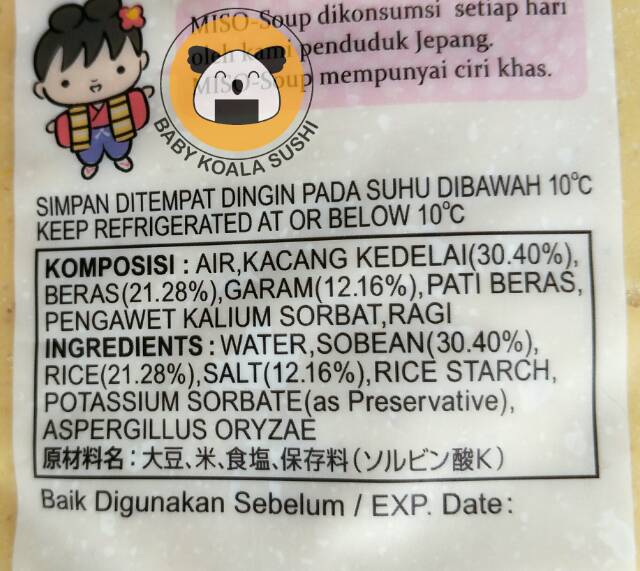 MISO-Soup dikonsumsi setiap hari
oleh kami penduduk Jepang.
MISO-Soup mempunyai ciri khas.
BABY KOALA SUSHI
SIMPAN DITEMPAT DINGIN PADA SUHU DIBAWAH 10°C
KEEP REFRIGERATED AT OR BELOW 10°C
KOMPOSISI : AIR,KACANG KEDELAI(30.40%),
BERAS(21.28%),GARAM(12.16%),PATI BERAS,
PENGAWET KALIUM SORBAT,RAGI
INGREDIENTS : WATER,SOBEAN(30.40%),
RICE(21.28%),SALT(12.16%),RICE STARCH,
POTASSIUM SORBATE(as Preservative),
ASPERGILLUS ORYZAE
原材料名：大豆、米、食塩、保存料（ソルビン酸K）
Baik Digunakan Sebelum / EXP. Date: